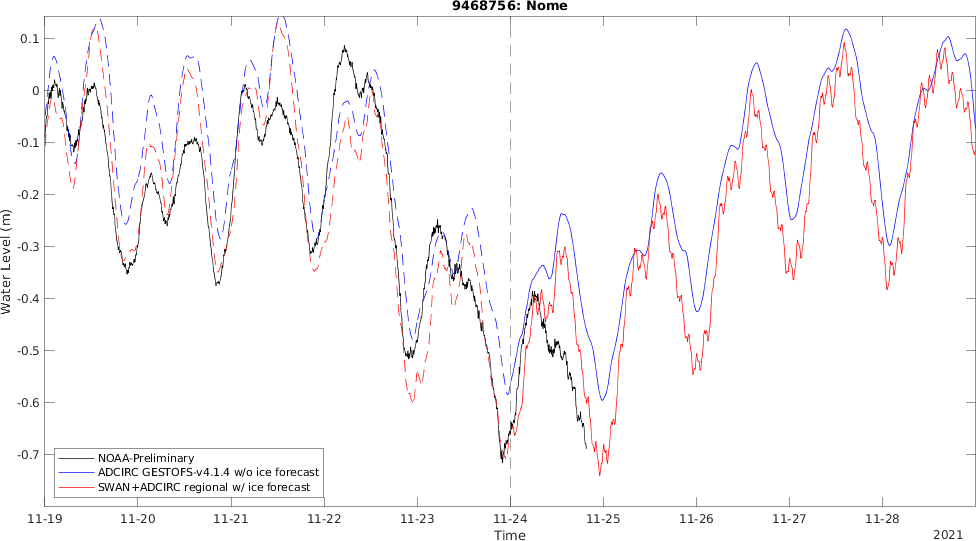 9468756: Nome
0.1
0
-0.1
-0.2
-0.3
-0.4
-0.5
-0.6
-0.7
Water Level (m)
NOAA-Preliminary
ADCIRC GESTOFS-v4.1.4 w/o ice forecast
SWAN+ADCIRC regional w/ ice forecast
11-19 11-20 11-21 11-22 11-23 11-24 11-25 11-26 11-27 11-28
Time
2021